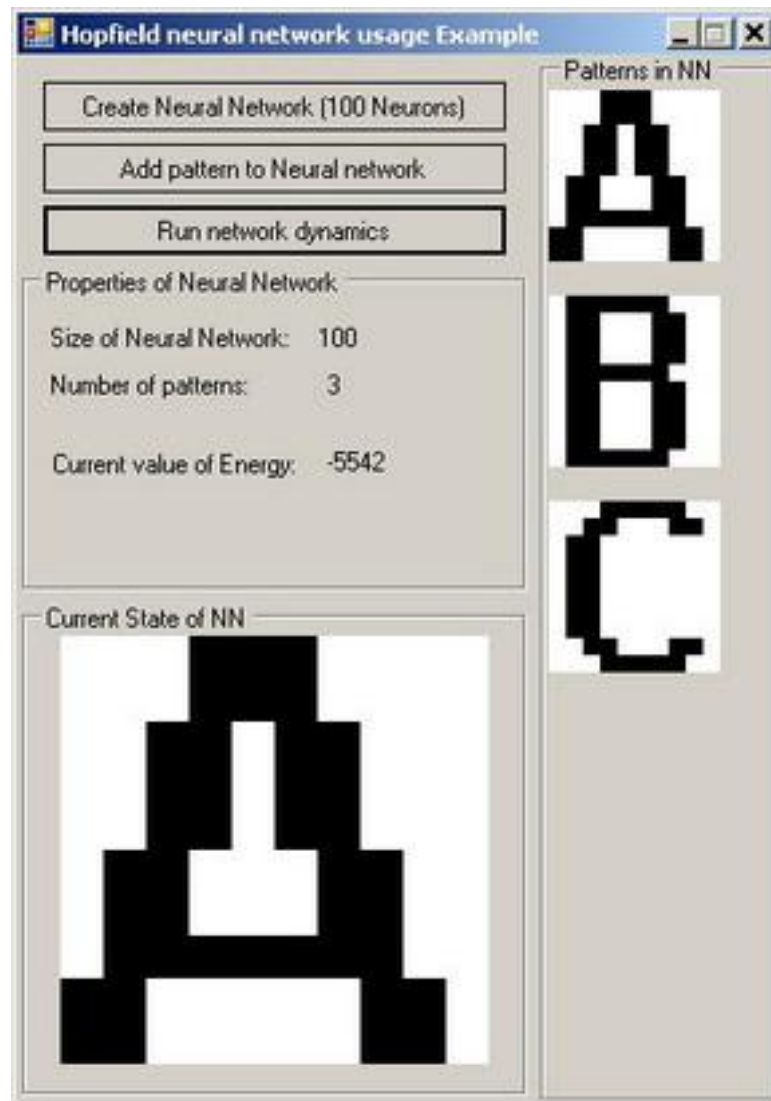 Hopfield neural network usage Example
Create Neural Network (100 Neurons)
Add pattern to Neural network
Run network dynamics
Properties of Neural Network
Size of Neural Network: 100
Number of patterns: 3
Current value of Energy: -5542
Current State of NN
A
Patterns in NN
A
B
C